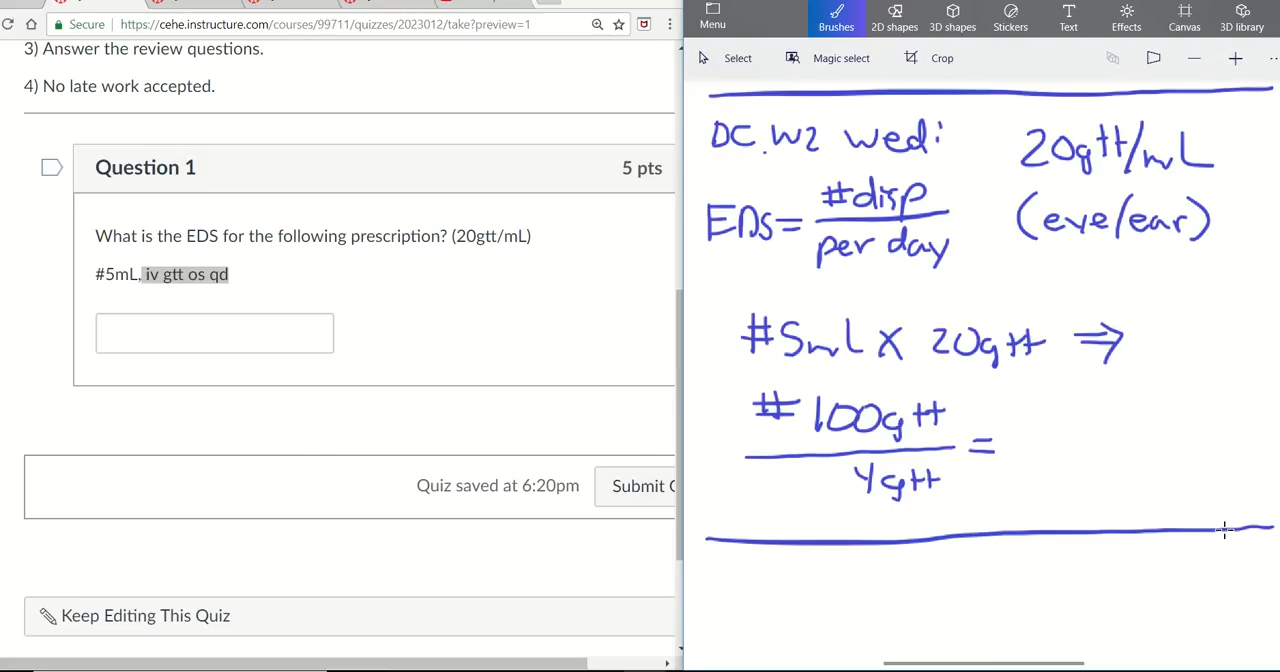 Secure https://cehe.instructure.com/courses/99711/quizzes/2023012/take?preview=1
3) Answer the review questions.
4) No late work accepted.
Question 1 5 pts
What is the EDS for the following prescription? (20gtt/mL)
#5mL, iv gtt os qd
Quiz saved at 6:20pm Submit
Keep Editing This Quiz
Menu Brushes 2D shapes 3D shapes Stickers Text Effects Canvas 3D library
Select Magic select Crop
DC.W2 wed:
20gtt/mL
(eye/ear)
EDS= #disp
per day
#5mL x 20gtt ⇒
#100gtt
=
4gtt